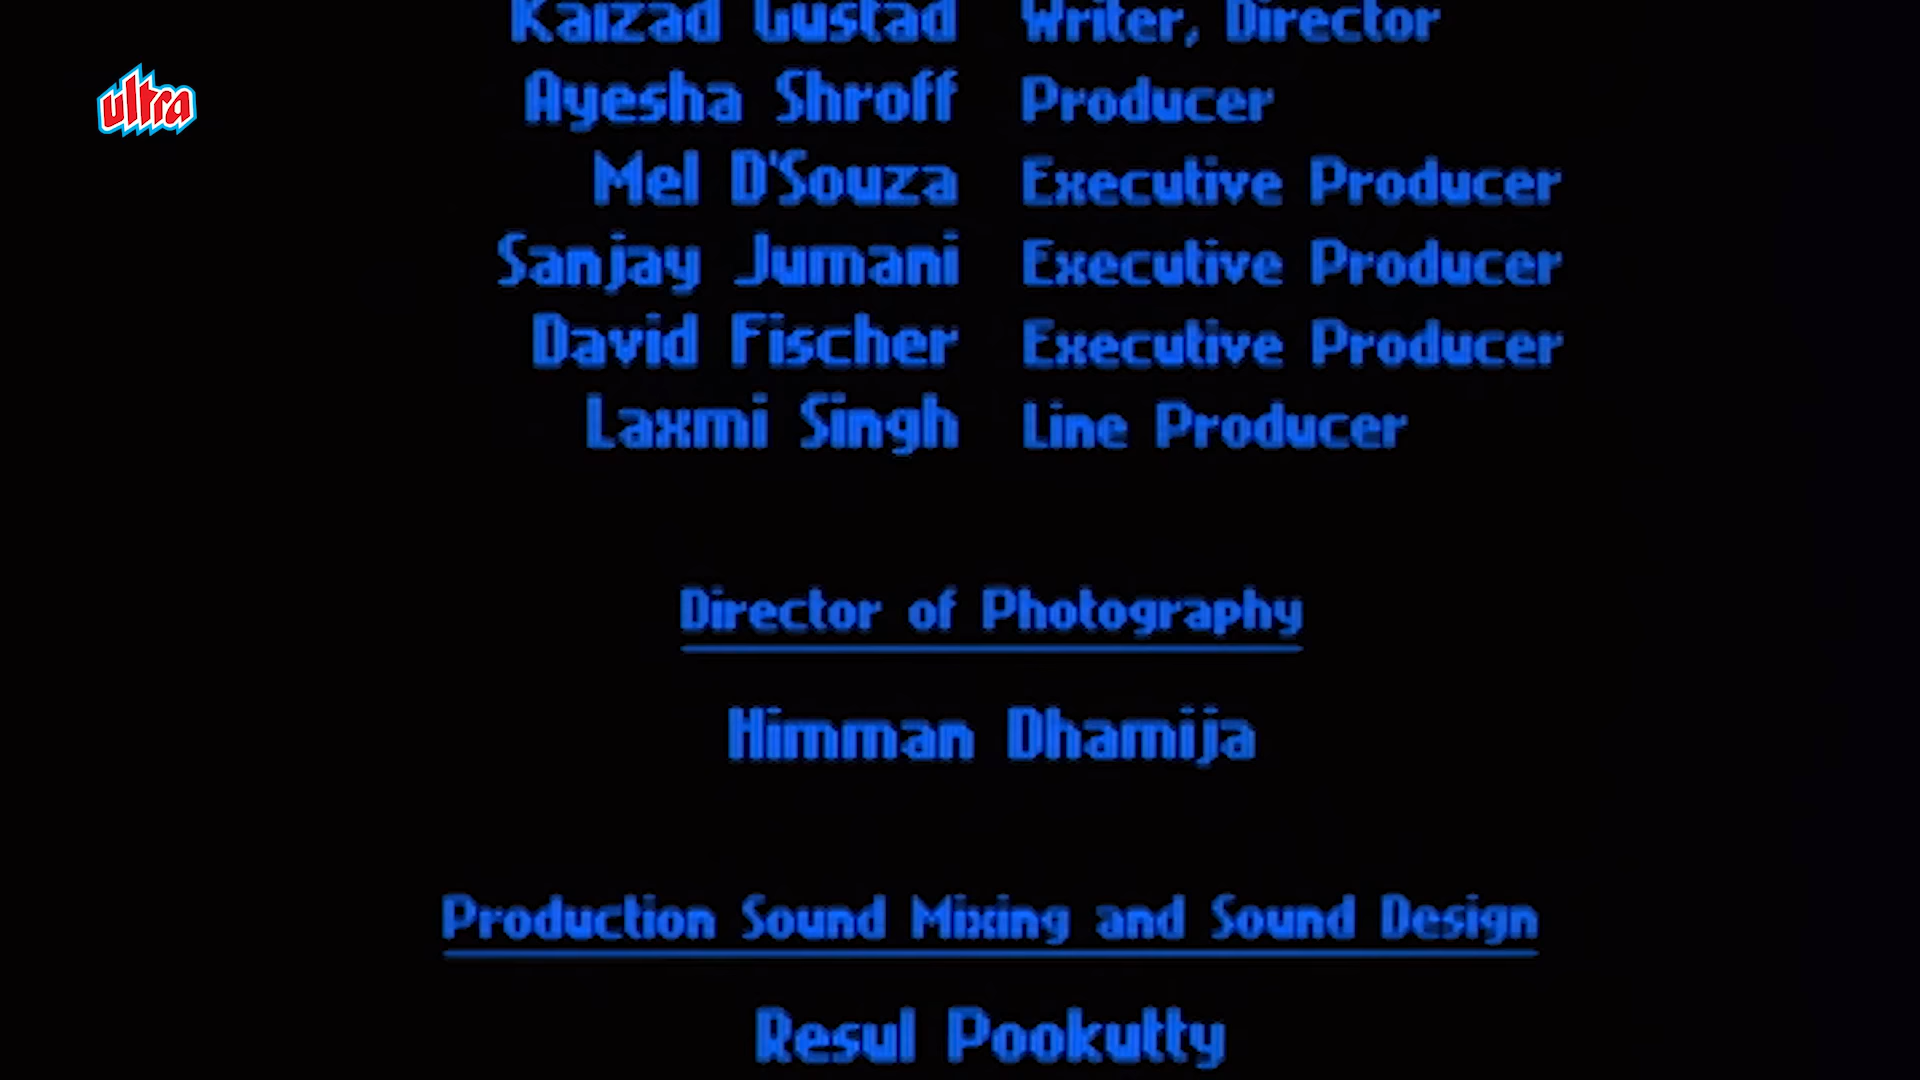 ultra
Kaizad Gustad Writer, Director
Ayesha Shroff Producer
Mel D'Souza Executive Producer
Sanjay Jumani Executive Producer
David Fischer Executive Producer
Laxmi Singh Line Producer
Director of Photography
Himman Dhamija
Production Sound Mixing and Sound Design
Resul Pookutty